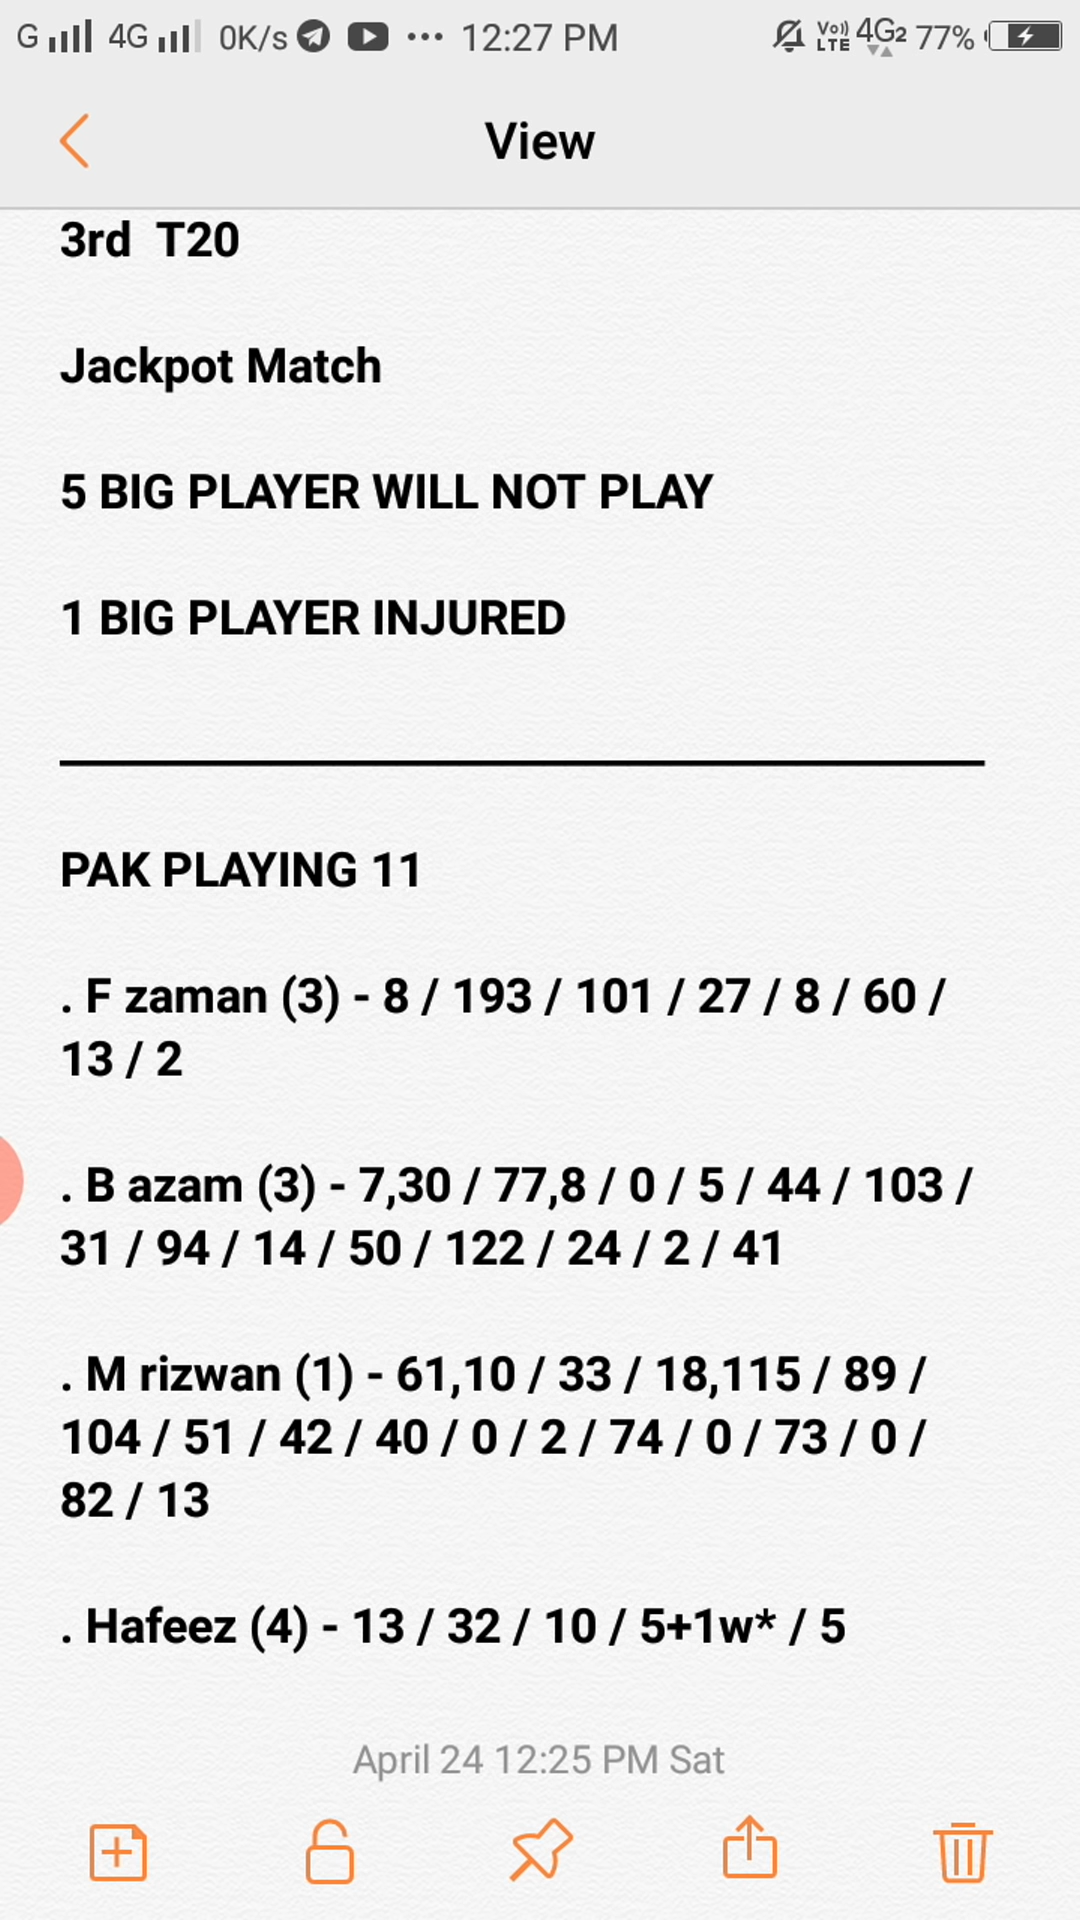 G 4G 0K/s ... 12:27 PM Vo)) LTE 4G2 77%
View
3rd T20
Jackpot Match
5 BIG PLAYER WILL NOT PLAY
1 BIG PLAYER INJURED
PAK PLAYING 11
. F zaman (3) - 8 / 193 / 101 / 27 / 8 / 60 /
13 / 2
. B azam (3) - 7,30 / 77,8 / 0 / 5 / 44 / 103 /
31 / 94 / 14 / 50 / 122 / 24 / 2 / 41
. M rizwan (1) - 61,10 / 33 / 18,115 / 89 /
104 / 51 / 42 / 40 / 0 / 2 / 74 / 0 / 73 / 0 /
82 / 13
. Hafeez (4) - 13 / 32 / 10 / 5+1w* / 5
April 24 12:25 PM Sat